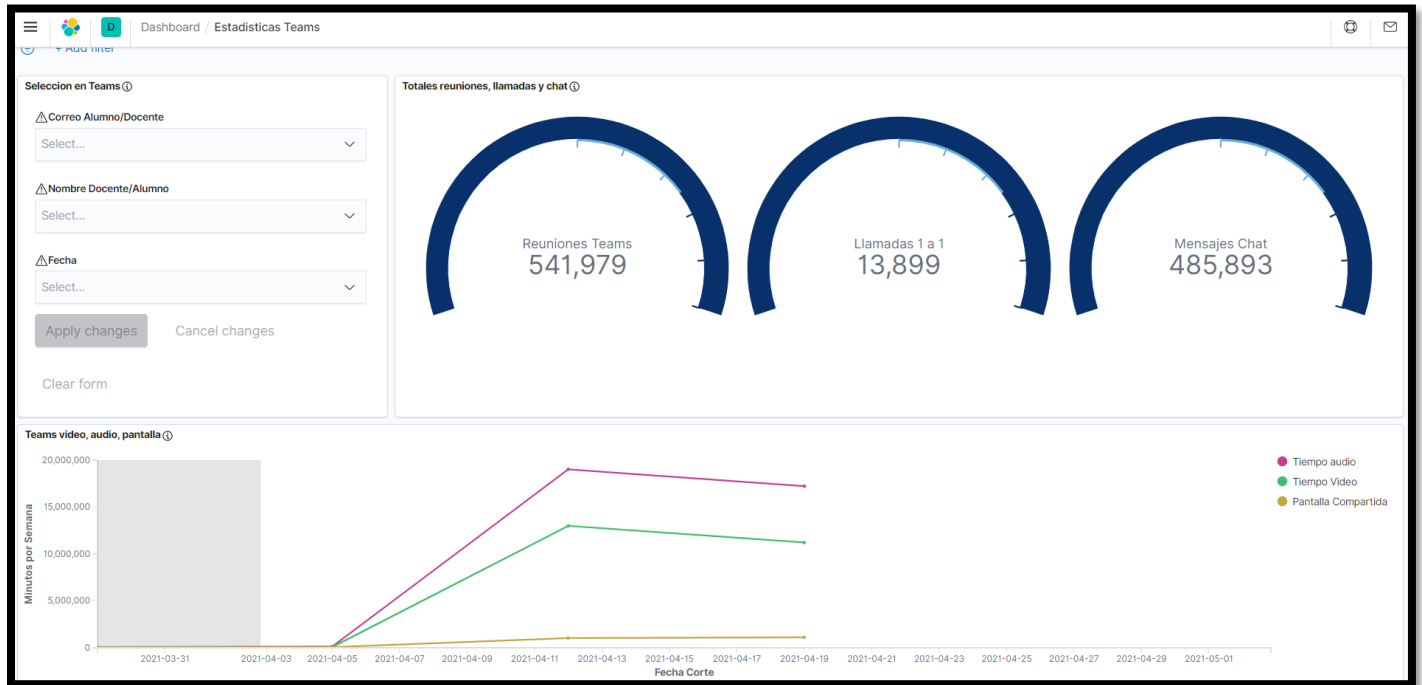 D Dashboard / Estadisticas Teams
+ Add filter
Seleccion en Teams
Correo Alumno/Docente
Select...
Nombre Docente/Alumno
Select...
Fecha
Select...
Apply changes Cancel changes
Clear form
Totales reuniones, llamadas y chat
Reuniones Teams
541,979
Llamadas 1 a 1
13,899
Mensajes Chat
485,893
Teams video, audio, pantalla
20,000,000
15,000,000
10,000,000
5,000,000
0
Minutos por Semana
2021-03-31 2021-04-03 2021-04-05 2021-04-07 2021-04-09 2021-04-11 2021-04-13 2021-04-15 2021-04-17 2021-04-19 2021-04-21 2021-04-23 2021-04-25 2021-04-27 2021-04-29 2021-05-01
Fecha Corte
Tiempo audio
Tiempo Video
Pantalla Compartida